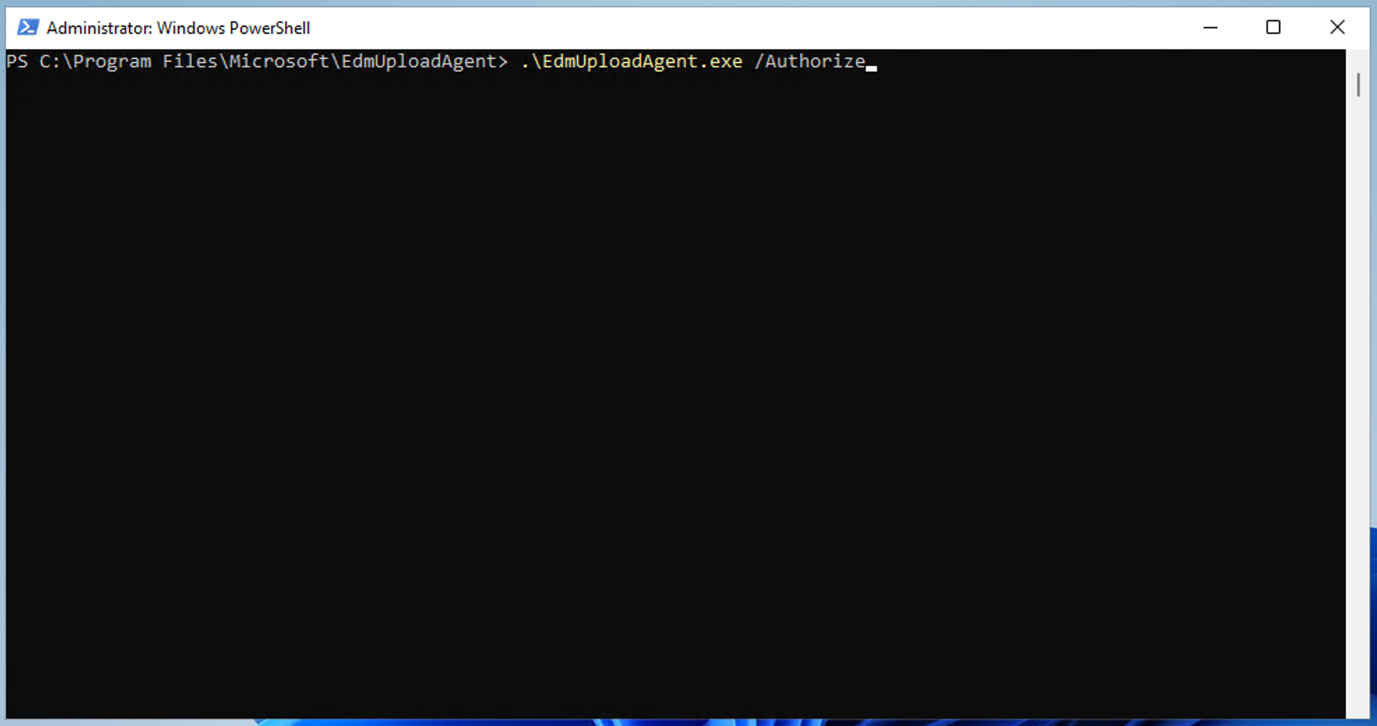 Administrator: Windows PowerShell
PS C:\Program Files\Microsoft\EdmUploadAgent> .\EdmUploadAgent.exe /Authorize